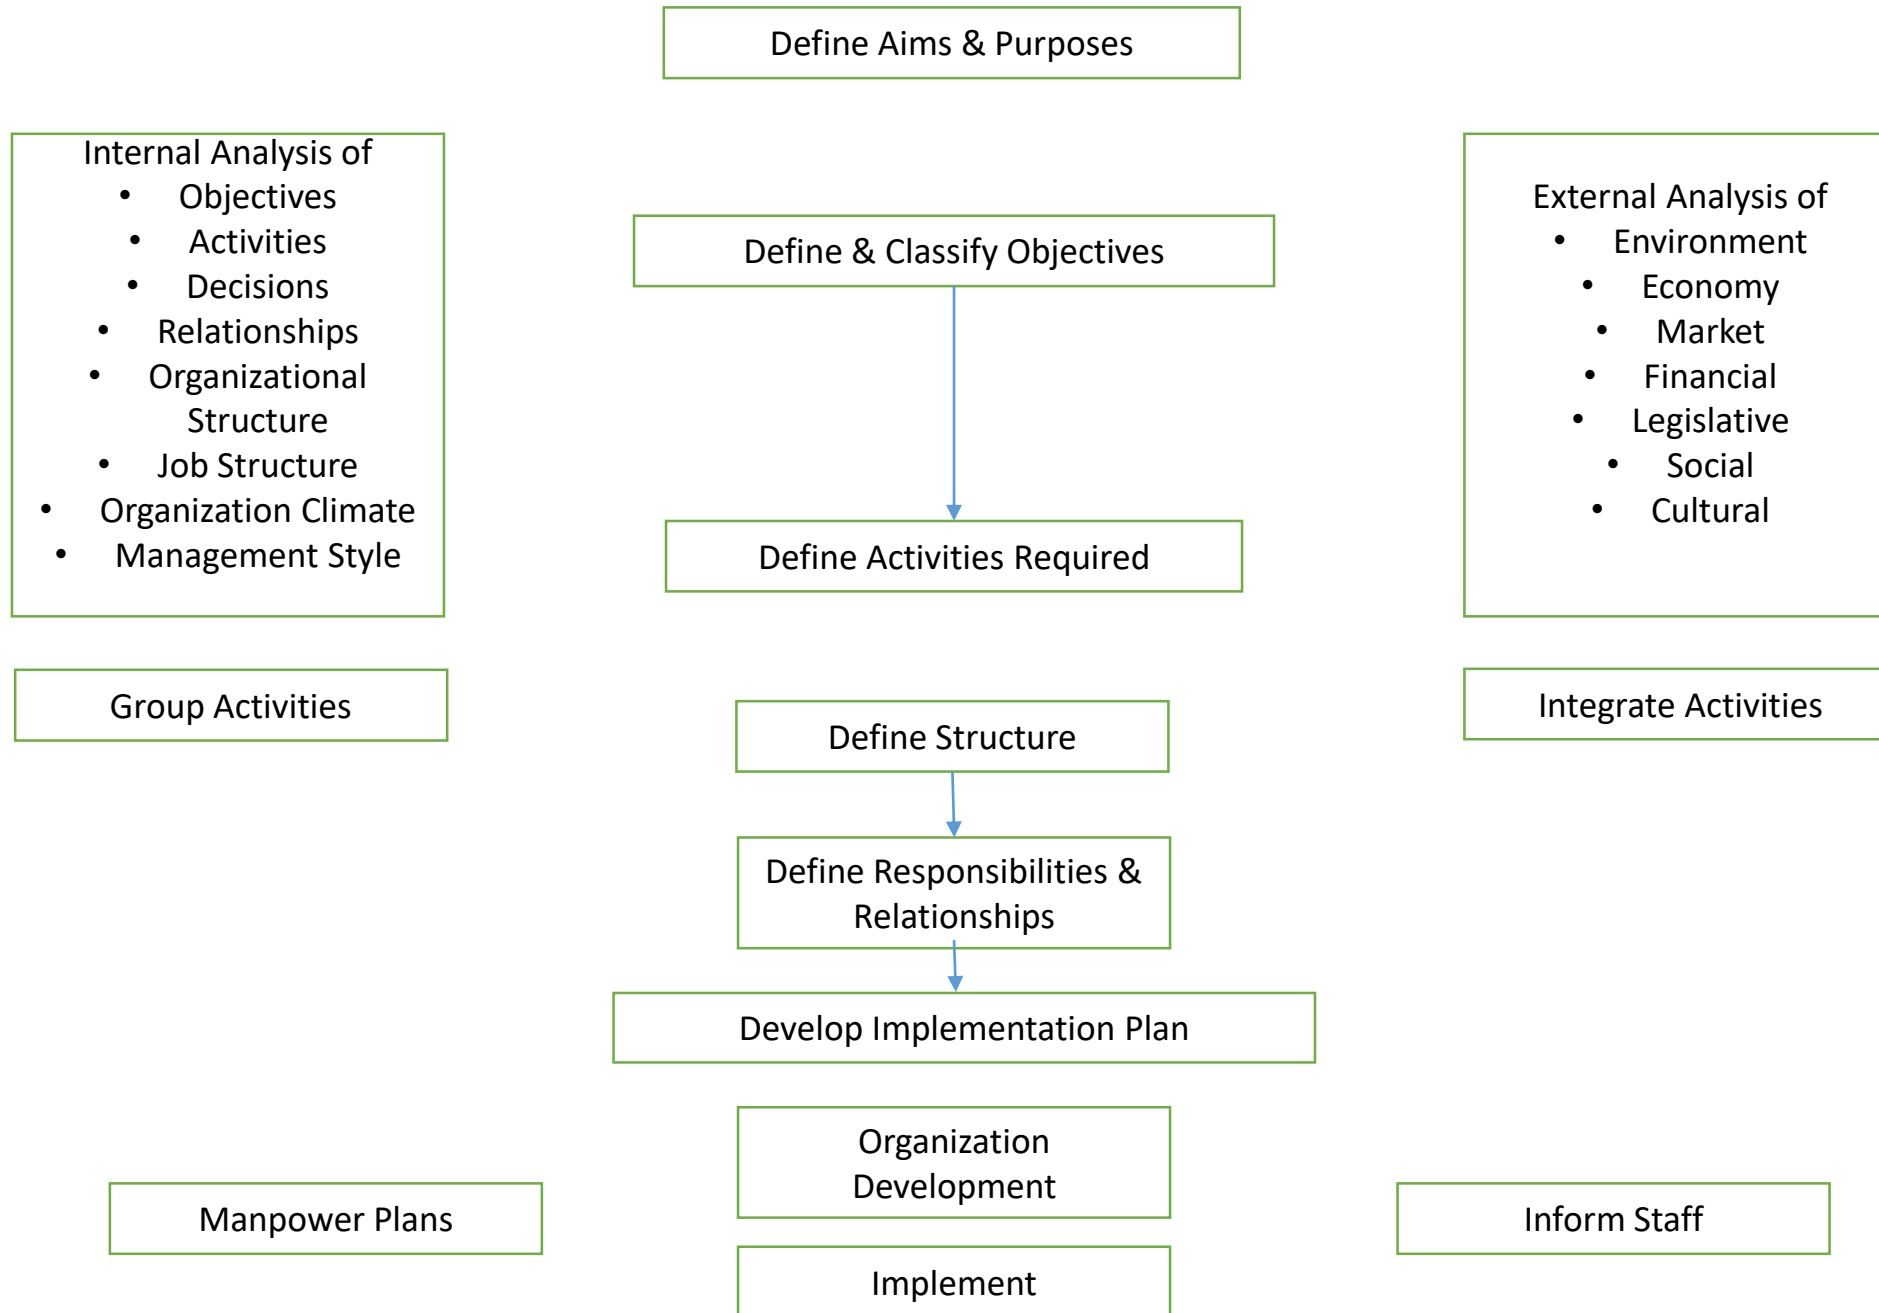 Define Aims & Purposes
Internal Analysis of
• Objectives
• Activities
• Decisions
• Relationships
• Organizational
Structure
• Job Structure
• Organization Climate
• Management Style
Define & Classify Objectives
External Analysis of
• Environment
• Economy
• Market
• Financial
• Legislative
• Social
• Cultural
Define Activities Required
Group Activities
Define Structure
Integrate Activities
Define Responsibilities &
Relationships
Develop Implementation Plan
Organization
Development
Manpower Plans
Inform Staff
Implement